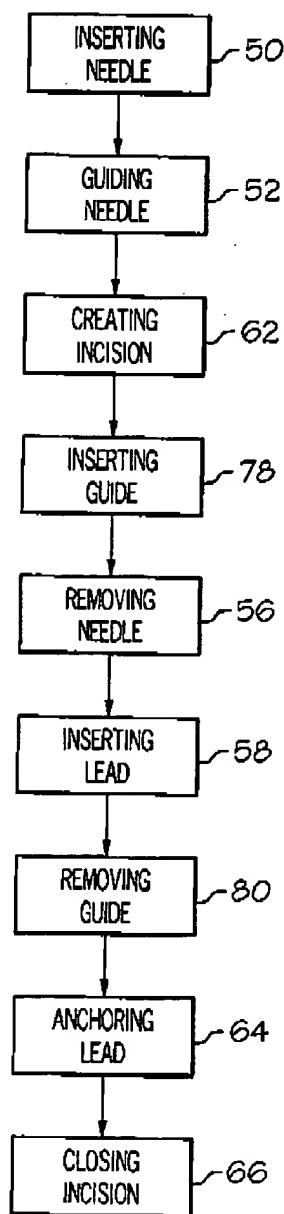 INSERTING
NEEDLE
50
GUIDING
NEEDLE
52
CREATING
INCISION
62
INSERTING
GUIDE
78
REMOVING
NEEDLE
56
INSERTING
LEAD
58
REMOVING
GUIDE
80
ANCHORING
LEAD
64
CLOSING
INCISION
66